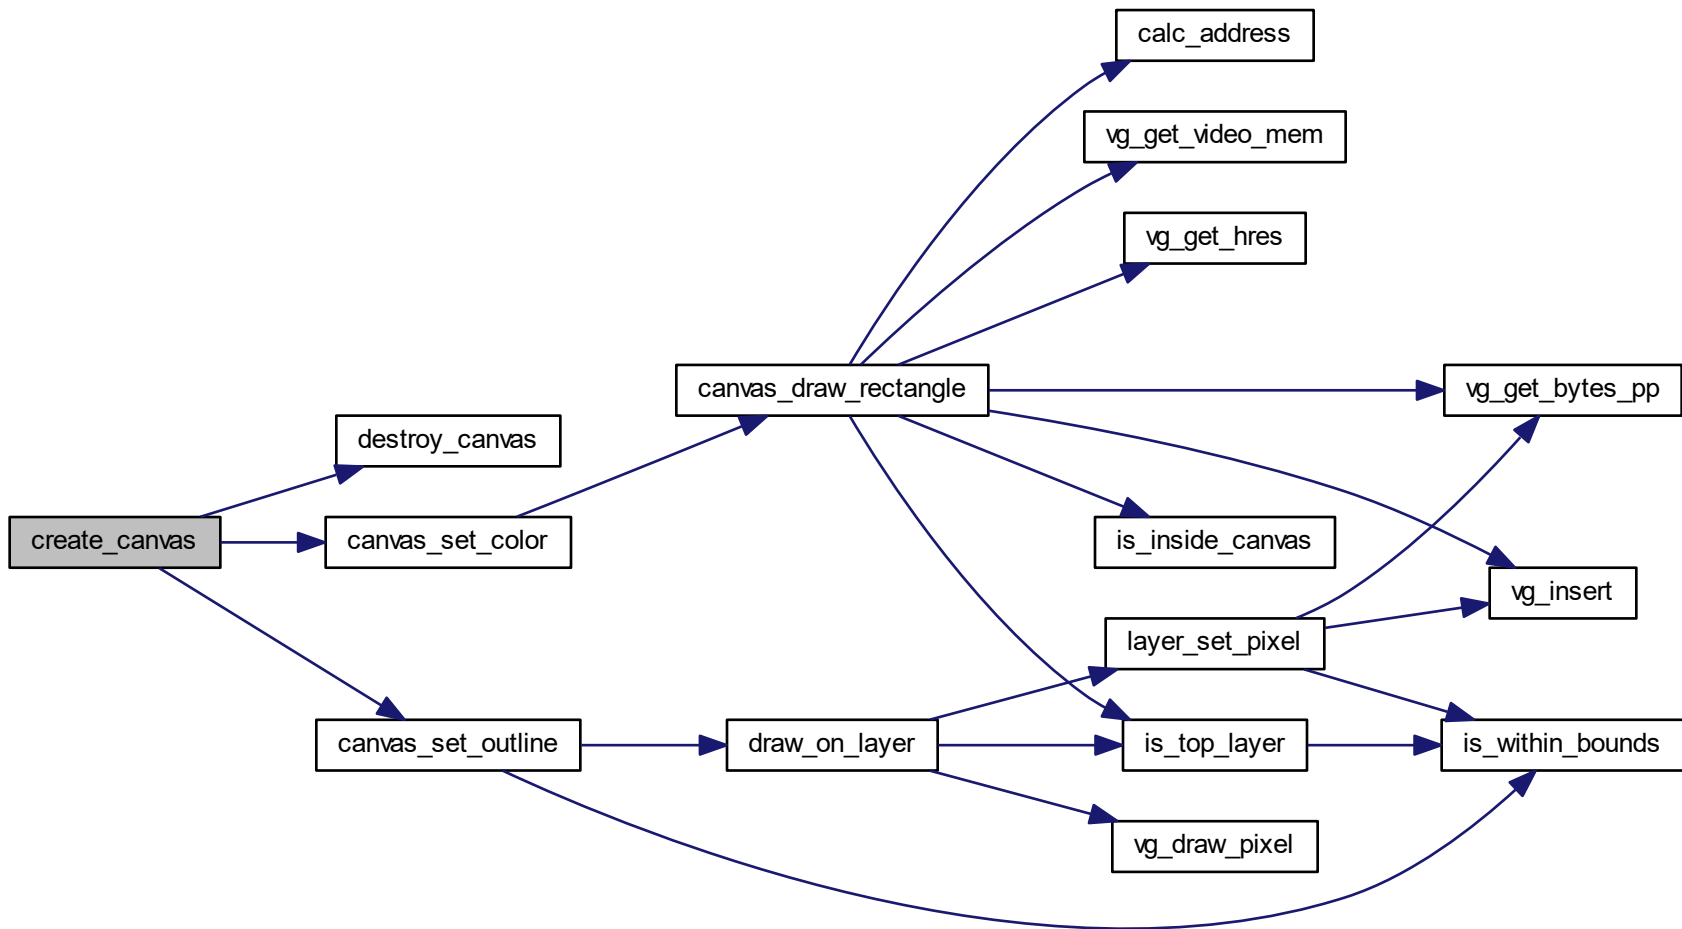 calc_address
vg_get_video_mem
vg_get_hres
canvas_draw_rectangle
vg_get_bytes_pp
destroy_canvas
create_canvas
canvas_set_color
is_inside_canvas
vg_insert
layer_set_pixel
canvas_set_outline
draw_on_layer
is_top_layer
is_within_bounds
vg_draw_pixel